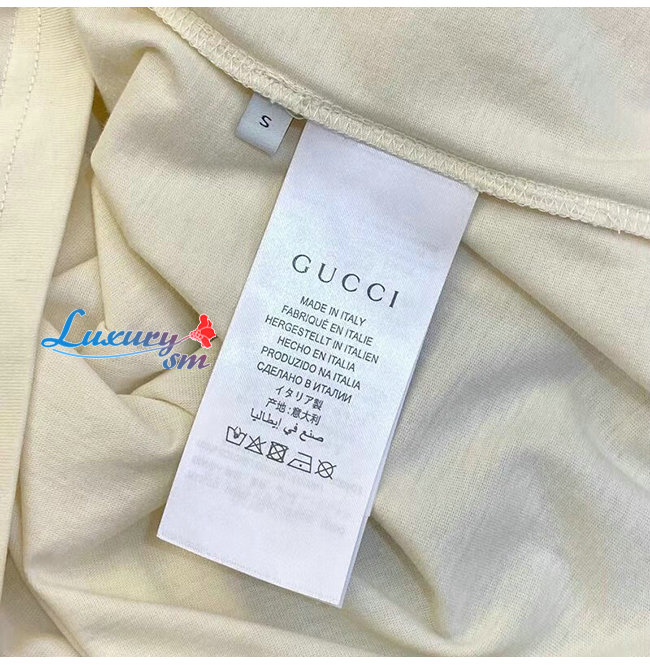 S
GUCCI
MADE IN ITALY
FABRIQUÉ EN ITALIE
HERGESTELLT IN ITALIEN
HECHO EN ITALIA
PRODUZIDO NA ITALIA
СДЕЛАНО В ИТАЛИИ
イタリア製
产地:意大利
صنع في إيطاليا
Luxury
sm